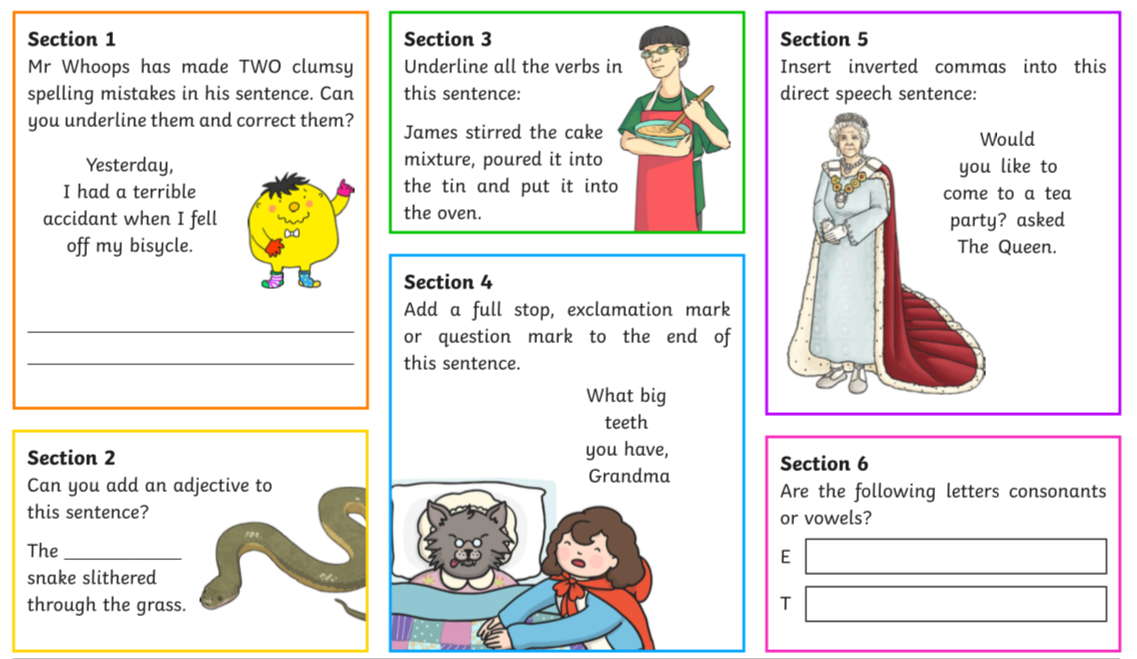 Section 1
Mr Whoops has made TWO clumsy
spelling mistakes in his sentence. Can
you underline them and correct them?
Yesterday,
I had a terrible
accidant when I fell
off my bisycle.
Section 2
Can you add an adjective to
this sentence?
The ____________
snake slithered
through the grass.
Section 3
Underline all the verbs in
this sentence:
James stirred the cake
mixture, poured it into
the tin and put it into
the oven.
Section 4
Add a full stop, exclamation mark
or question mark to the end of
this sentence.
What big
teeth
you have,
Grandma
Section 5
Insert inverted commas into this
direct speech sentence:
Would
you like to
come to a tea
party? asked
The Queen.
Section 6
Are the following letters consonants
or vowels?
E
T